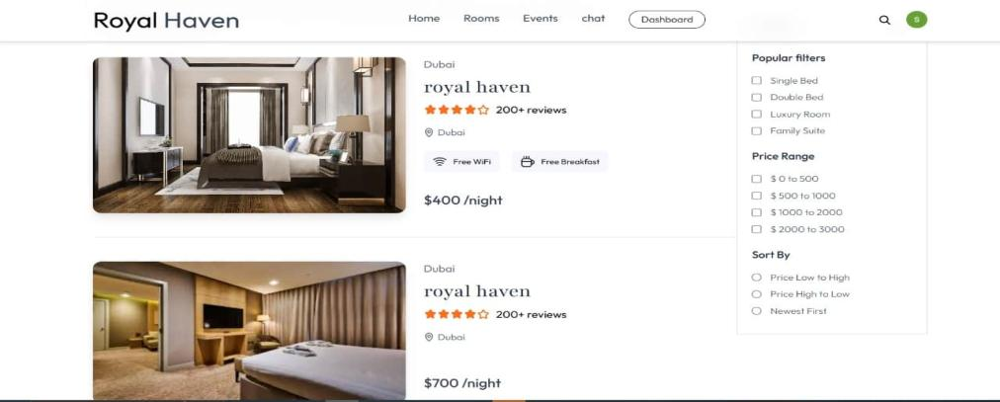 Royal Haven
Home Rooms Events chat Dashboard
S
Dubai
royal haven
200+ reviews
Dubai
Free WiFi Free Breakfast
$400 /night
Dubai
royal haven
200+ reviews
Dubai
$700 /night
Popular filters
Single Bed
Double Bed
Luxury Room
Family Suite
Price Range
$ 0 to 500
$ 500 to 1000
$ 1000 to 2000
$ 2000 to 3000
Sort By
Price Low to High
Price High to Low
Newest First